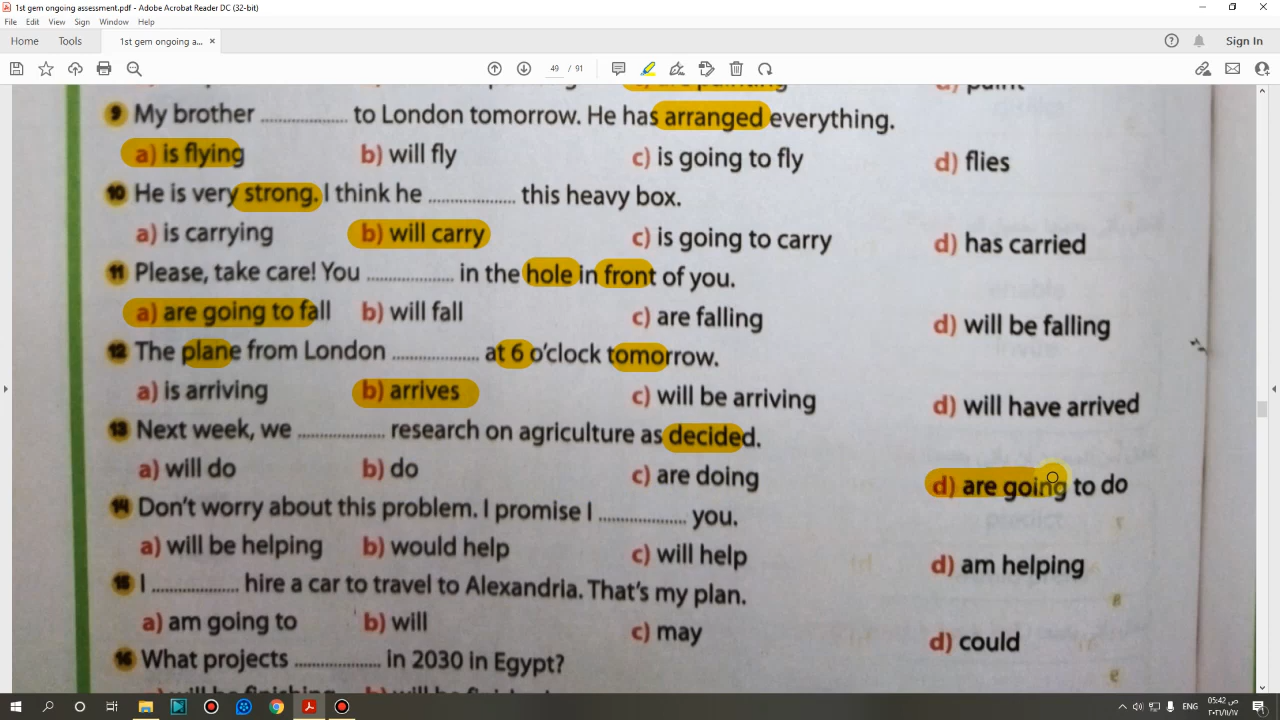 1st gem ongoing assessment.pdf - Adobe Acrobat Reader DC (32-bit)
File Edit View Sign Window Help
Home Tools 1st gem ongoing a... × Sign In
49 / 91
d) paint
9 My brother ................ to London tomorrow. He has arranged everything.
a) is flying b) will fly c) is going to fly d) flies
10 He is very strong. I think he ................ this heavy box.
a) is carrying b) will carry c) is going to carry d) has carried
11 Please, take care! You ................ in the hole in front of you.
a) are going to fall b) will fall c) are falling d) will be falling
12 The plane from London ................ at 6 o'clock tomorrow.
a) is arriving b) arrives c) will be arriving d) will have arrived
13 Next week, we ................ research on agriculture as decided.
a) will do b) do c) are doing d) are going to do
14 Don't worry about this problem. I promise I ................ you.
a) will be helping b) would help c) will help d) am helping
15 I ................ hire a car to travel to Alexandria. That's my plan.
a) am going to b) will c) may d) could
16 What projects ................ in 2030 in Egypt?
ENG 05:42 ص